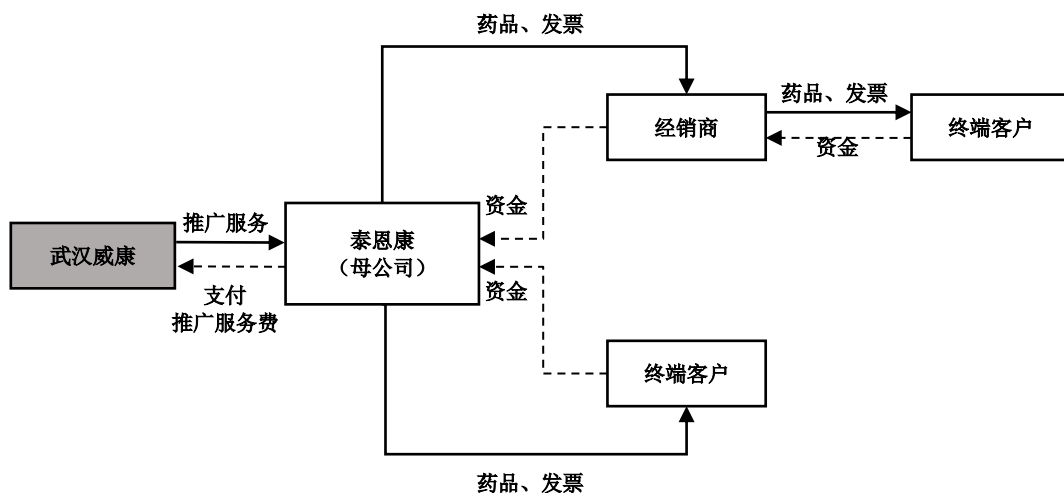 药品、发票
药品、发票
经销商
终端客户
资金
资金
推广服务
泰恩康
（母公司）
武汉威康
资金
支付
推广服务费
终端客户
药品、发票